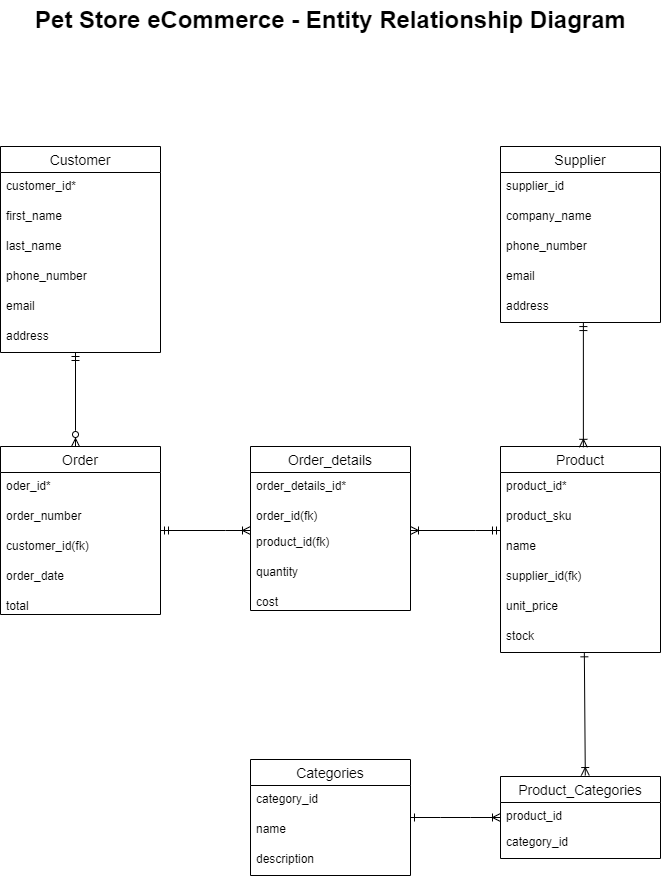 Pet Store eCommerce - Entity Relationship Diagram
Customer
customer_id*
first_name
last_name
phone_number
email
address
Supplier
supplier_id
company_name
phone_number
email
address
Order
oder_id*
order_number
customer_id(fk)
order_date
total
Order_details
order_details_id*
order_id(fk)
product_id(fk)
quantity
cost
Product
product_id*
product_sku
name
supplier_id(fk)
unit_price
stock
Categories
category_id
name
description
Product_Categories
product_id
category_id